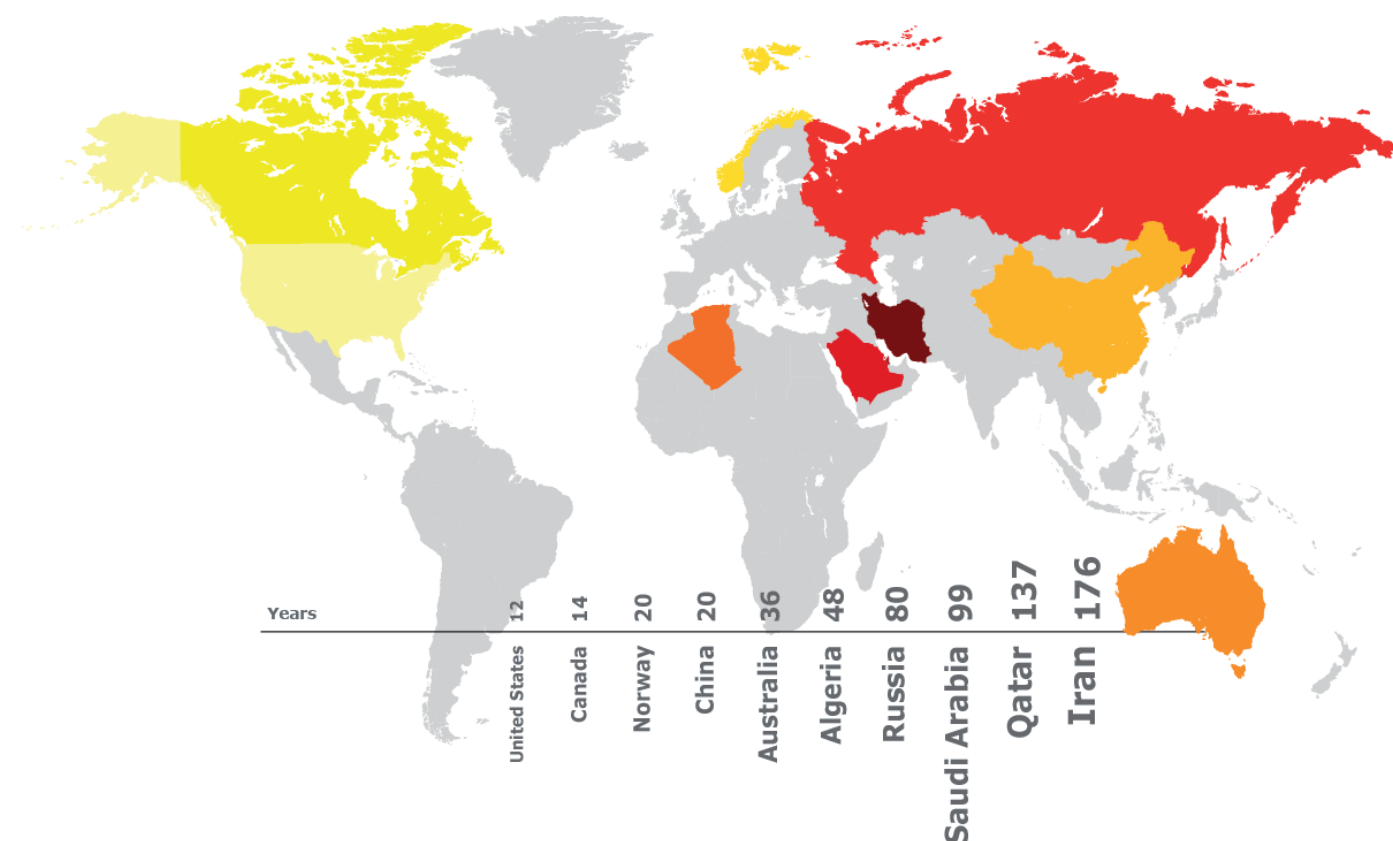 Years 12 14 20 20 36 48 80 99 137 176
United States Canada Norway China Australia Algeria Russia Saudi Arabia Qatar Iran